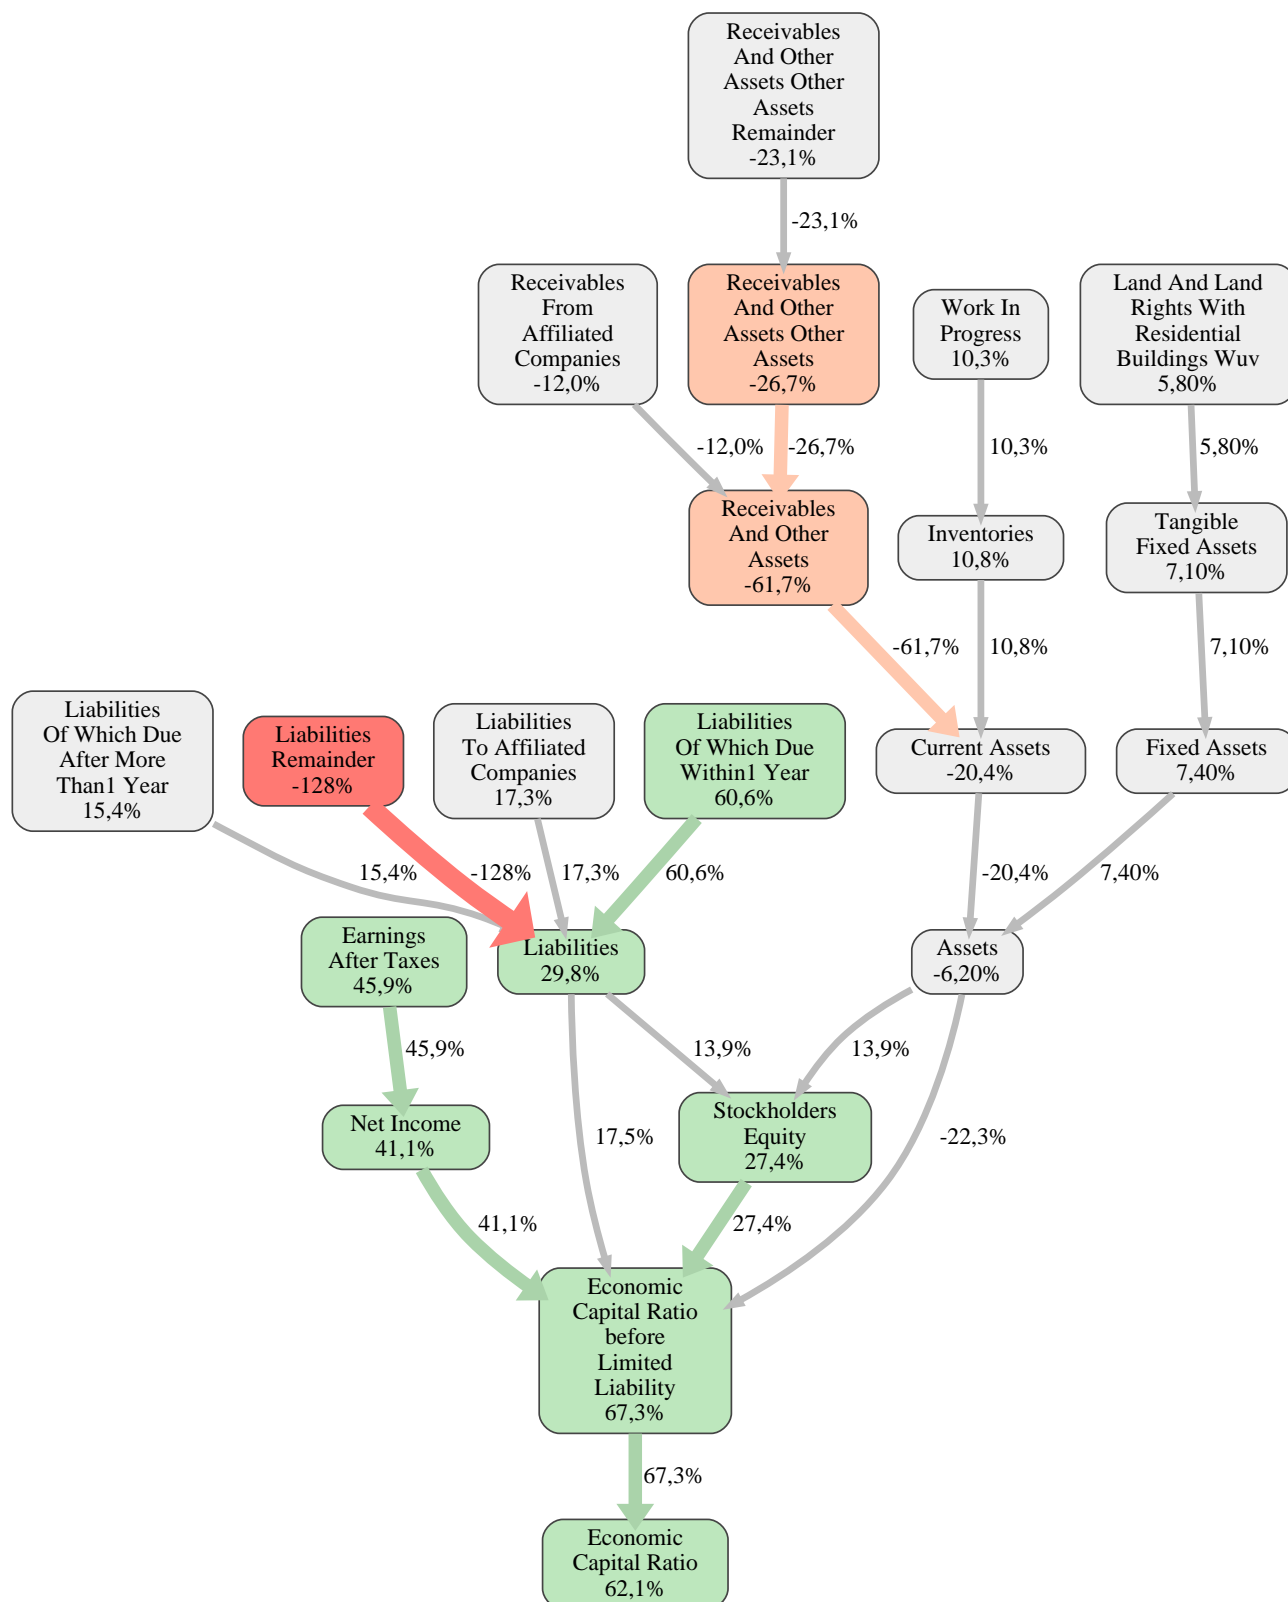 Receivables
And Other
Assets Other
Assets
Remainder
-23,1%
-23,1%
Receivables
From
Affiliated
Companies
-12,0%
Receivables
And Other
Assets Other
Assets
-26,7%
Work In
Progress
10,3%
Land And Land
Rights With
Residential
Buildings Wuv
5,80%
-12,0%
-26,7%
10,3%
5,80%
Receivables
And Other
Assets
-61,7%
Inventories
10,8%
Tangible
Fixed Assets
7,10%
-61,7%
10,8%
7,10%
Liabilities
Of Which Due
After More
Than1 Year
15,4%
Liabilities
Remainder
-128%
Liabilities
To Affiliated
Companies
17,3%
Liabilities
Of Which Due
Within1 Year
60,6%
Current Assets
-20,4%
Fixed Assets
7,40%
15,4%
-128%
17,3%
60,6%
-20,4%
7,40%
Earnings
After Taxes
45,9%
Liabilities
29,8%
Assets
-6,20%
45,9%
13,9%
13,9%
Net Income
41,1%
17,5%
Stockholders
Equity
27,4%
-22,3%
41,1%
27,4%
Economic
Capital Ratio
before
Limited
Liability
67,3%
67,3%
Economic
Capital Ratio
62,1%